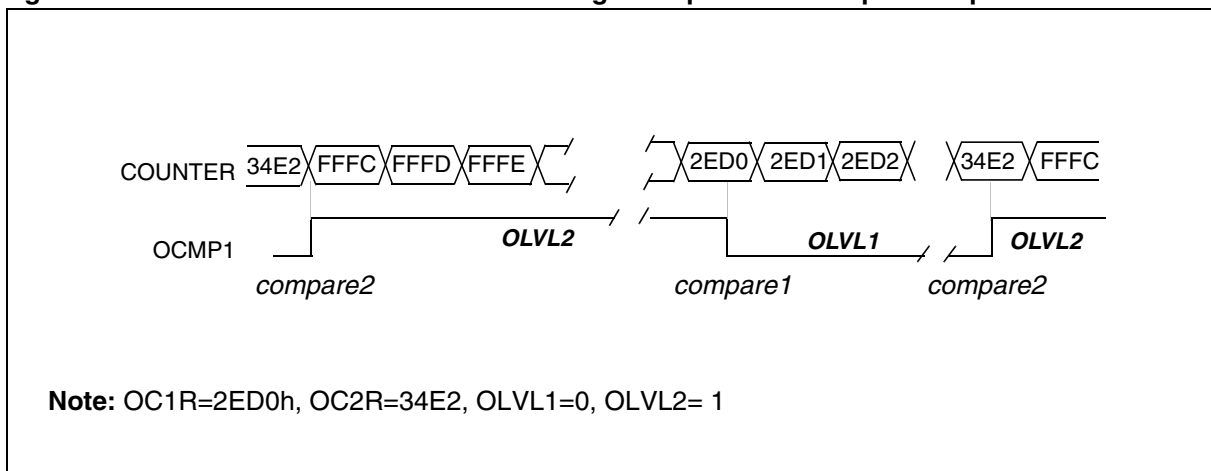 COUNTER 34E2 FFFC FFFD FFFE 2ED0 2ED1 2ED2 34E2 FFFC
OCMP1 OLVL2 OLVL1 OLVL2
compare2 compare1 compare2
Note: OC1R=2ED0h, OC2R=34E2, OLVL1=0, OLVL2= 1